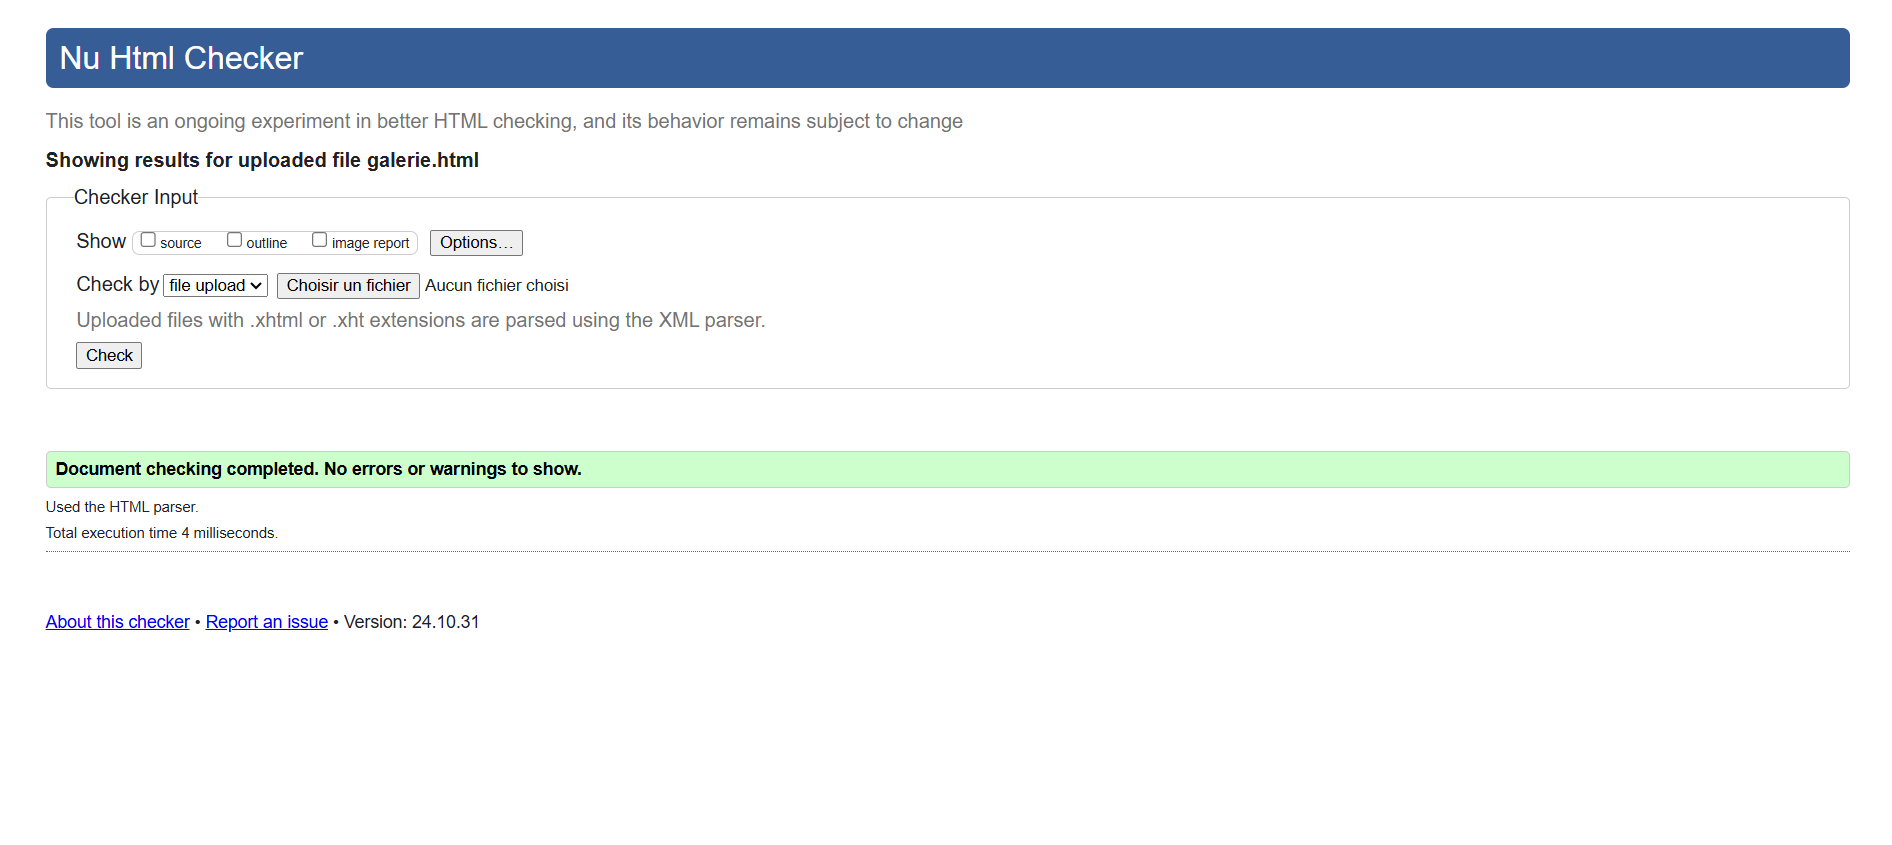 Nu Html Checker
This tool is an ongoing experiment in better HTML checking, and its behavior remains subject to change
Showing results for uploaded file galerie.html
Checker Input
Show source outline image report Options…
Check by file upload Choisir un fichier Aucun fichier choisi
Uploaded files with .xhtml or .xht extensions are parsed using the XML parser.
Check
Document checking completed. No errors or warnings to show.
Used the HTML parser.
Total execution time 4 milliseconds.
About this checker • Report an issue • Version: 24.10.31